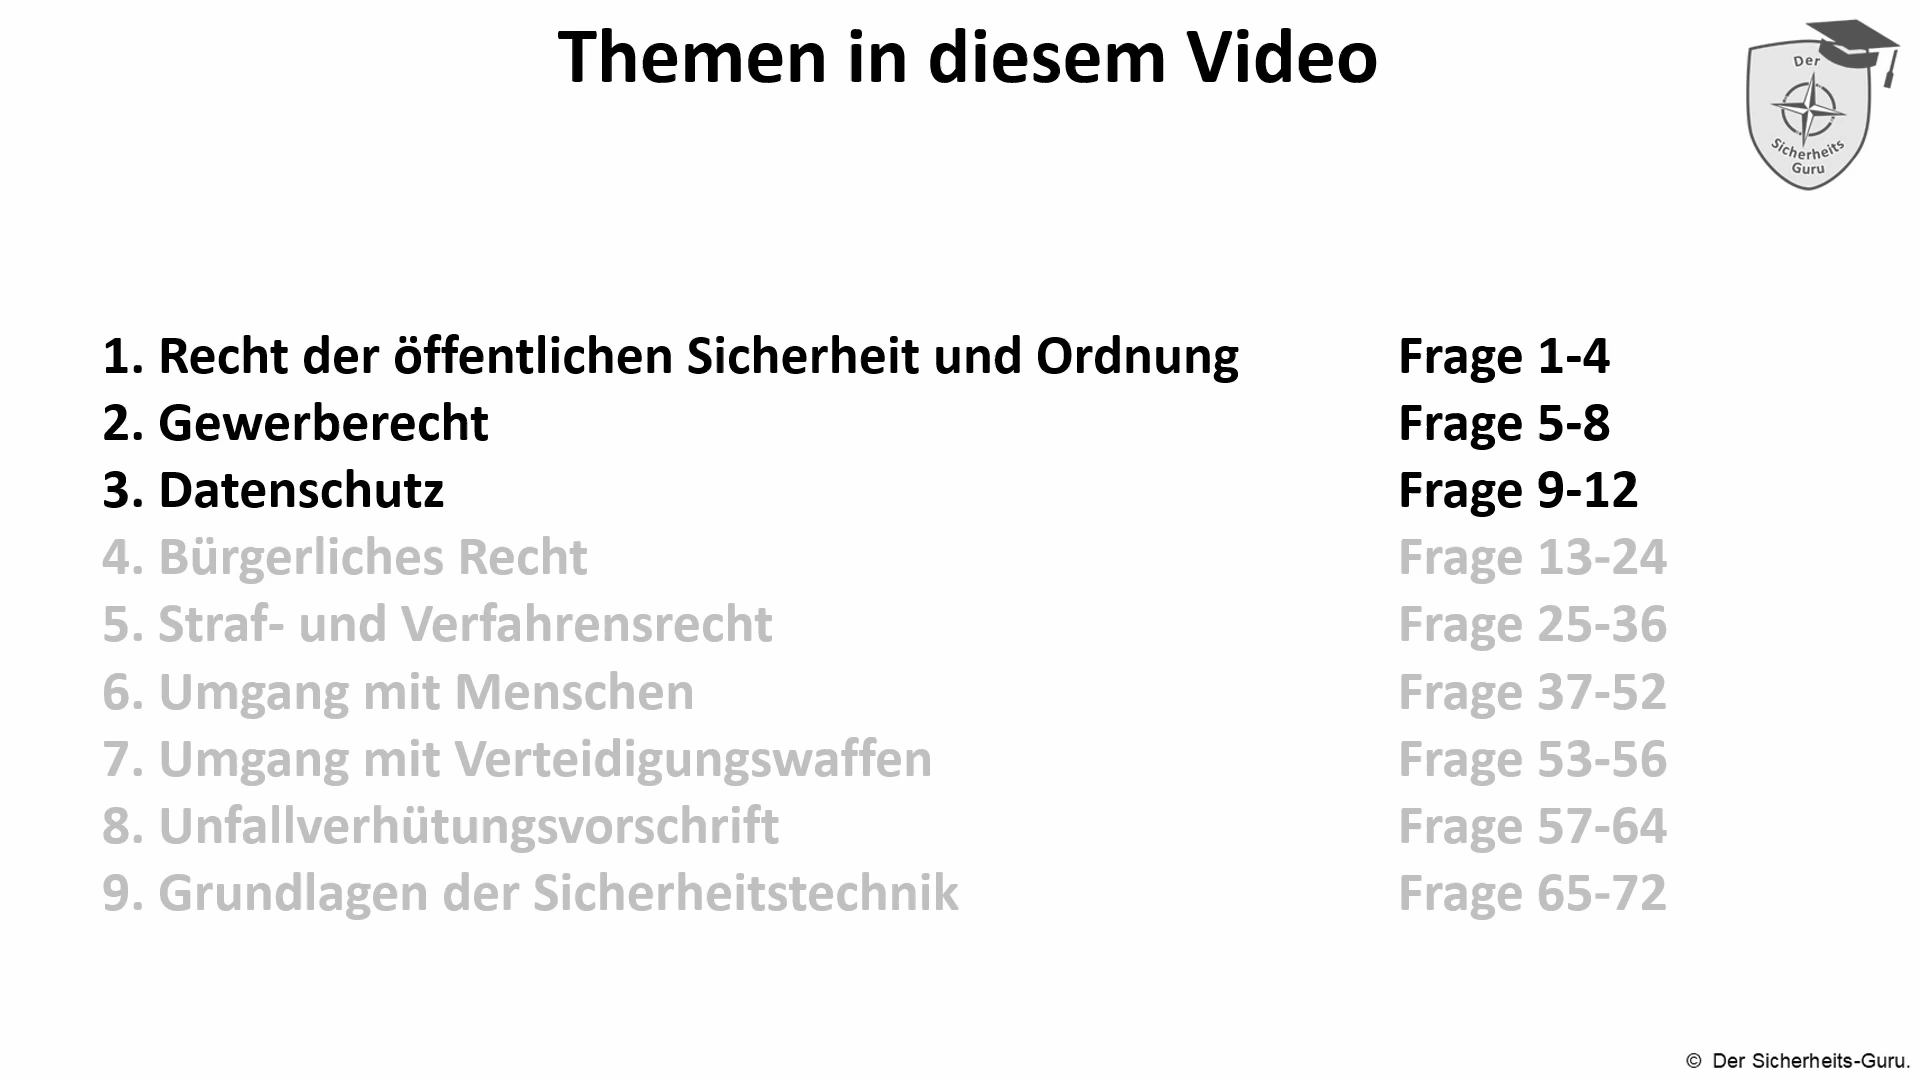 Themen in diesem Video
Der
Sicherheits
Guru
1. Recht der öffentlichen Sicherheit und Ordnung Frage 1-4
2. Gewerberecht Frage 5-8
3. Datenschutz Frage 9-12
4. Bürgerliches Recht Frage 13-24
5. Straf- und Verfahrensrecht Frage 25-36
6. Umgang mit Menschen Frage 37-52
7. Umgang mit Verteidigungswaffen Frage 53-56
8. Unfallverhütungsvorschrift Frage 57-64
9. Grundlagen der Sicherheitstechnik Frage 65-72
© Der Sicherheits-Guru.